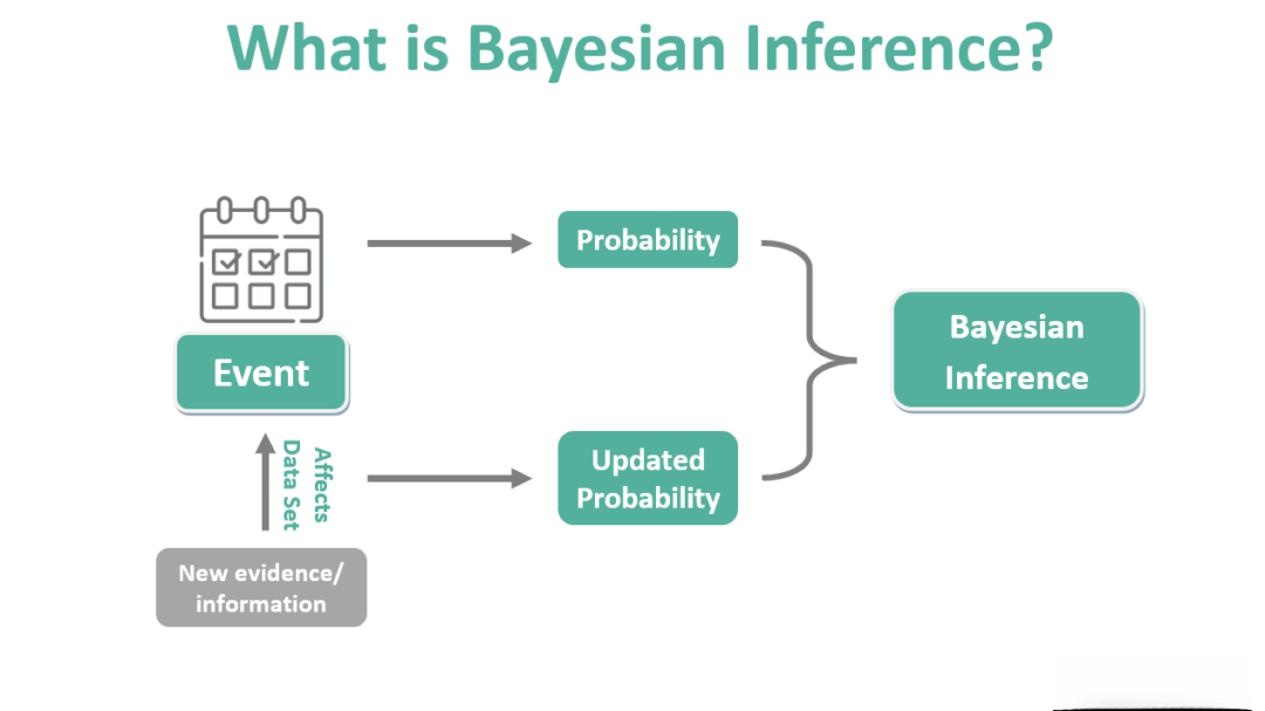 What is Bayesian Inference?
Probability
Event
Bayesian
Inference
Affects
Data Set
Updated
Probability
New evidence/
information